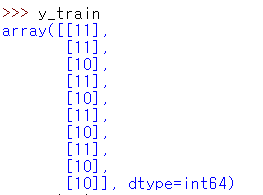 >>> y_train
array([[11],
       [11],
       [10],
       [11],
       [10],
       [11],
       [10],
       [11],
       [10],
       [10]], dtype=int64)